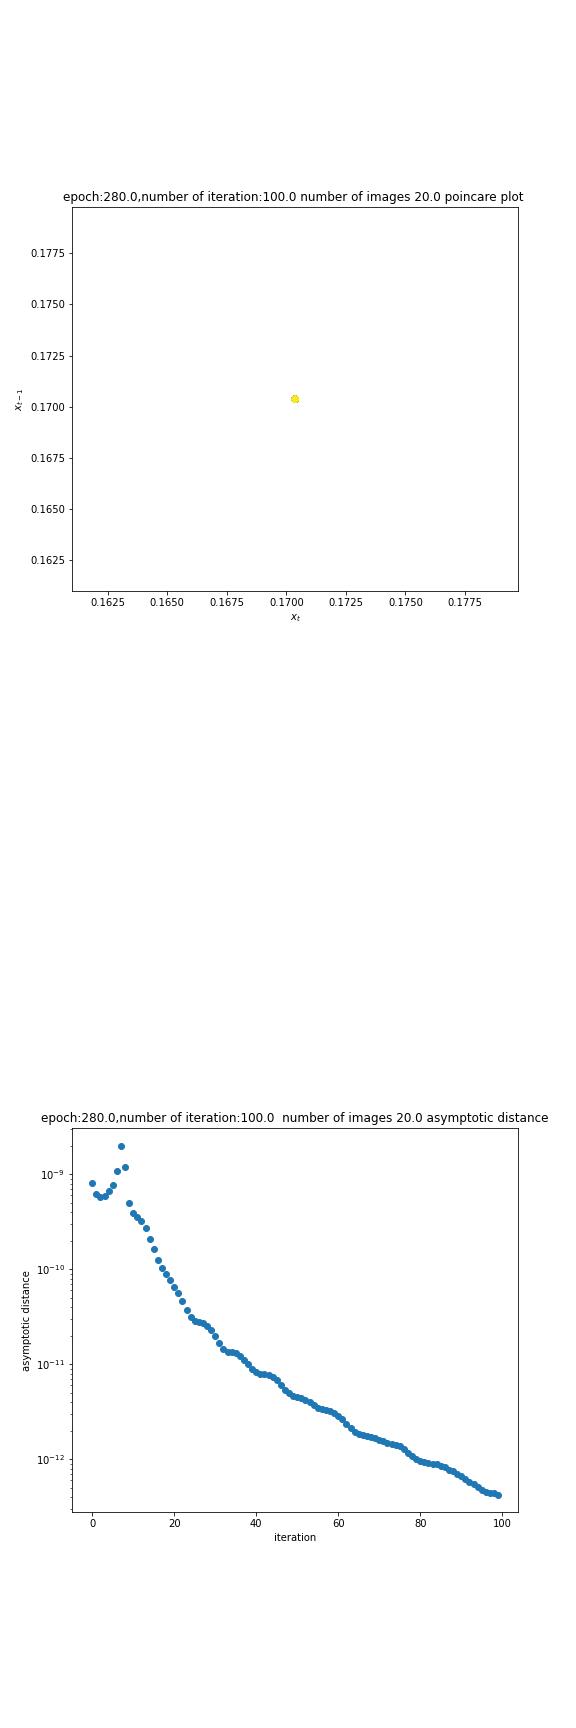 epoch:280.0,number of iteration:100.0 number of images 20.0 poincare plot
0.1775
0.1750
0.1725
0.1700
0.1675
0.1650
0.1625
x_{t-1}
0.1625 0.1650 0.1675 0.1700 0.1725 0.1750 0.1775
x_t
epoch:280.0,number of iteration:100.0  number of images 20.0 asymptotic distance
10^{-9}
10^{-10}
10^{-11}
10^{-12}
asymptotic distance
0 20 40 60 80 100
iteration